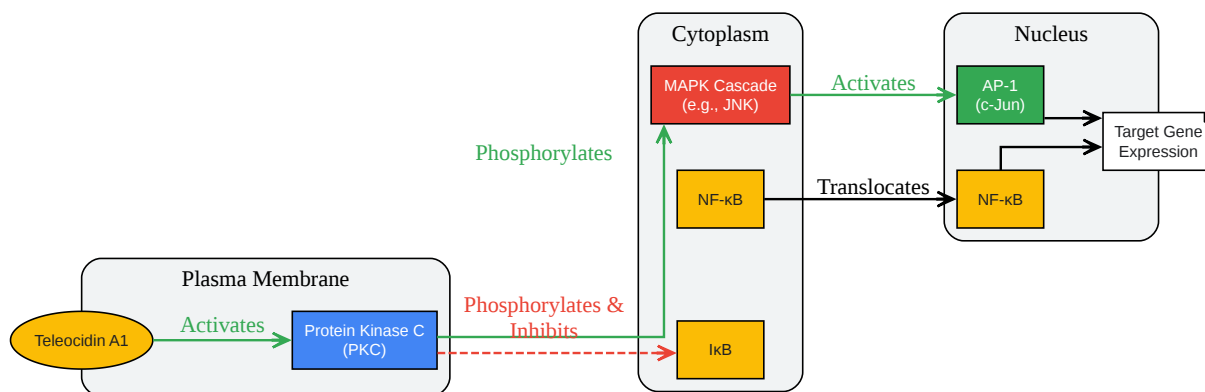 Cytoplasm
Nucleus
MAPK Cascade
(e.g., JNK)
Activates
AP-1
(c-Jun)
Target Gene
Expression
Phosphorylates
NF-κB
Translocates
NF-κB
Plasma Membrane
Teleocidin A1
Activates
Protein Kinase C
(PKC)
Phosphorylates &
Inhibits
IκB